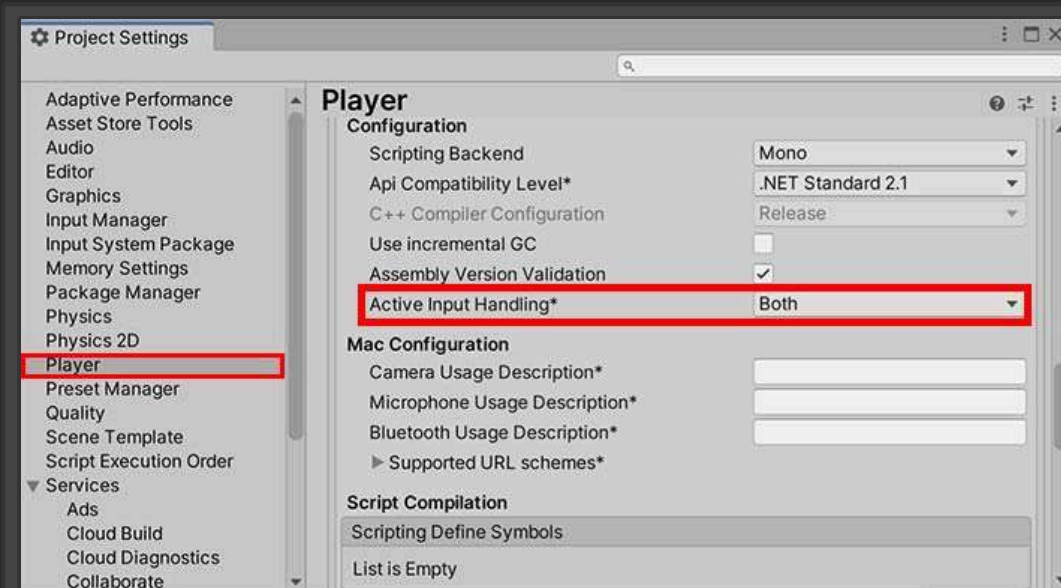 Project Settings
Adaptive Performance
Asset Store Tools
Audio
Editor
Graphics
Input Manager
Input System Package
Memory Settings
Package Manager
Physics
Physics 2D
Player
Preset Manager
Quality
Scene Template
Script Execution Order
Services
Ads
Cloud Build
Cloud Diagnostics
Collaborate
Player
Configuration
Scripting Backend Mono
Api Compatibility Level* .NET Standard 2.1
C++ Compiler Configuration Release
Use incremental GC
Assembly Version Validation
Active Input Handling* Both
Mac Configuration
Camera Usage Description*
Microphone Usage Description*
Bluetooth Usage Description*
Supported URL schemes*
Script Compilation
Scripting Define Symbols
List is Empty